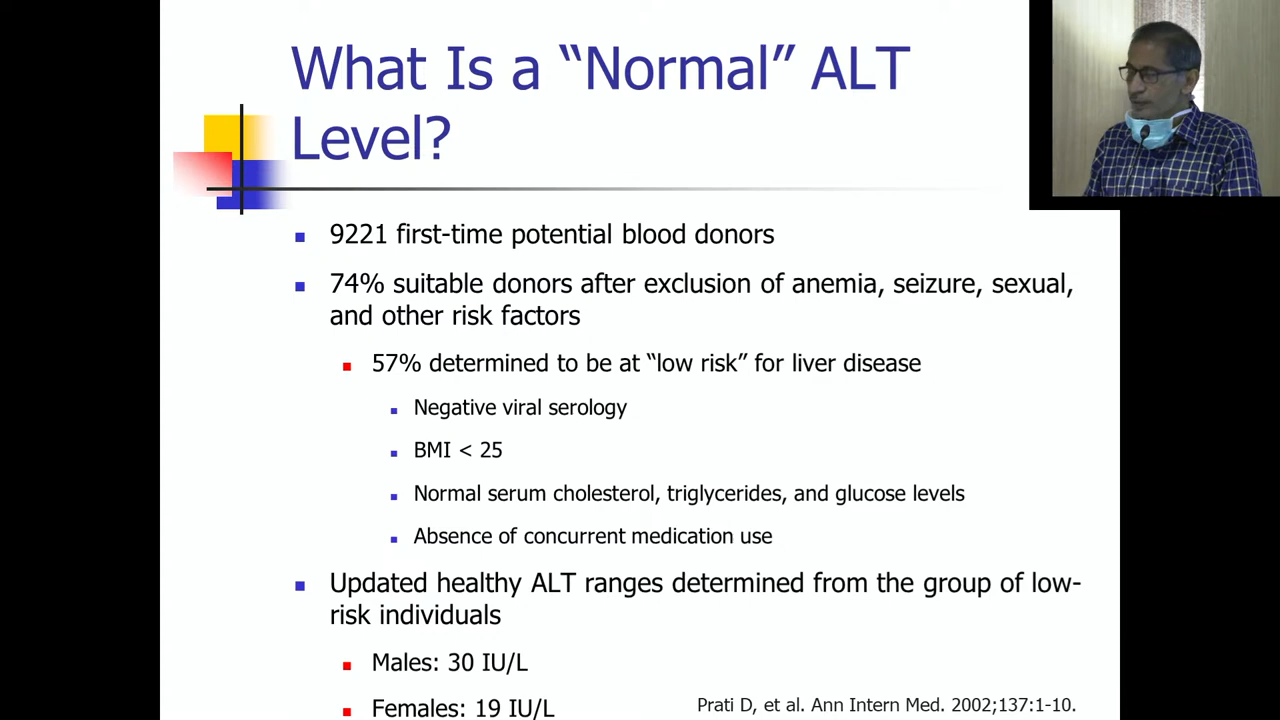 What Is a “Normal” ALT
Level?
9221 first-time potential blood donors
74% suitable donors after exclusion of anemia, seizure, sexual,
and other risk factors
57% determined to be at “low risk” for liver disease
Negative viral serology
BMI < 25
Normal serum cholesterol, triglycerides, and glucose levels
Absence of concurrent medication use
Updated healthy ALT ranges determined from the group of low-
risk individuals
Males: 30 IU/L
Females: 19 IU/L
Prati D, et al. Ann Intern Med. 2002;137:1-10.